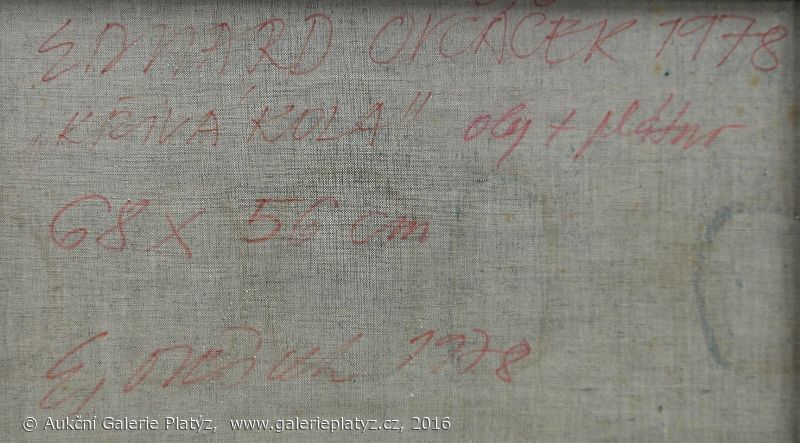 EDUARD OVČÁČEK 1978
„KŘIVÁ KOLA" olej + plátno
68 x 56 cm
1978
© Aukční Galerie Platýz, www.galerieplatyz.cz, 2016